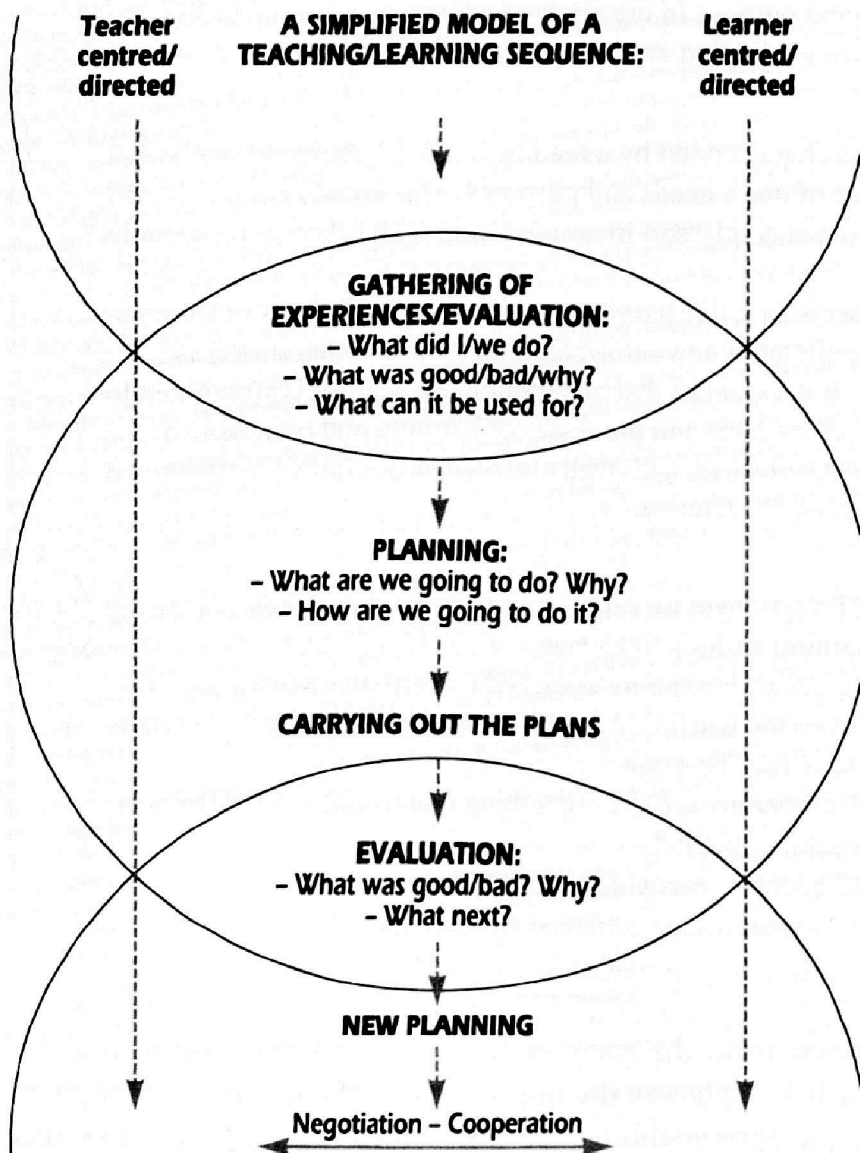 Teacher
centred/
directed
A SIMPLIFIED MODEL OF A
TEACHING/LEARNING SEQUENCE:
Learner
centred/
directed
GATHERING OF
EXPERIENCES/EVALUATION:
– What did I/we do?
– What was good/bad/why?
– What can it be used for?
PLANNING:
– What are we going to do? Why?
– How are we going to do it?
CARRYING OUT THE PLANS
EVALUATION:
– What was good/bad? Why?
– What next?
NEW PLANNING
Negotiation – Cooperation